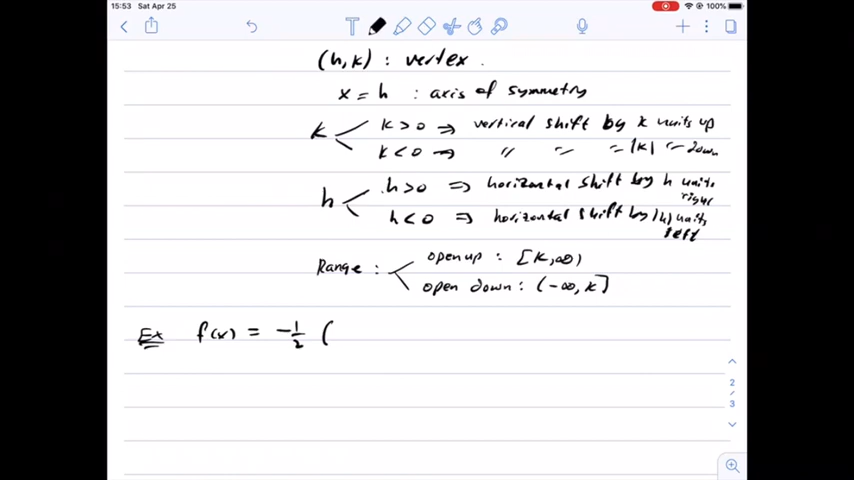 15:53 Sat Apr 25
100%
(h,k) : vertex .
x = h : axis of symmetry
k k>0 ⇒ vertical shift by k units up
k<0 ⇒ " " " |k| " down
h h>0 ⇒ horizontal shift by h units right
h<0 ⇒ horizontal shift by |h| units left
Range : open up : [k,∞)
open down : (-∞, k]
Ex f(x) = -1/2 (
2
/
3